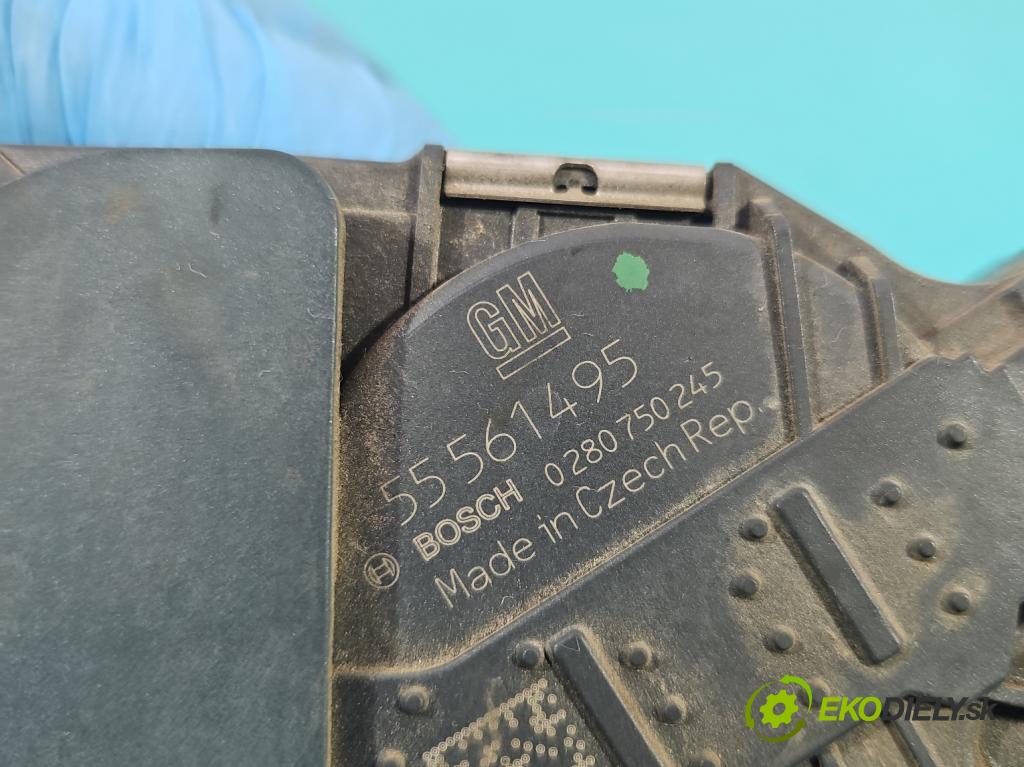 GM
55561495
BOSCH 0280750245
Made in Czech Rep.
EKODIELY.sk